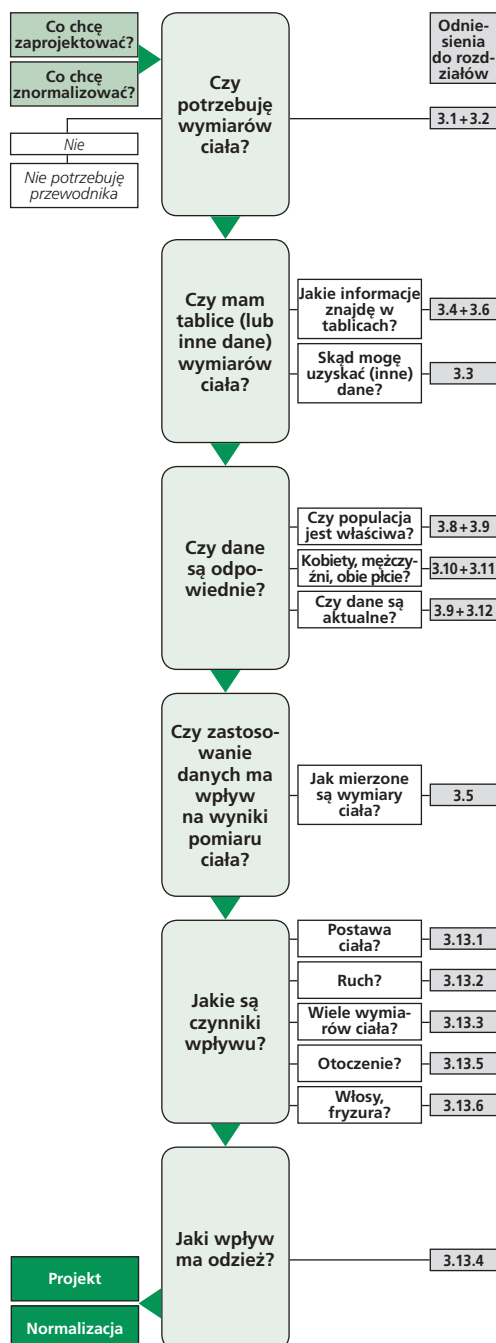 Co chcę
zaprojektować?
Co chcę
znormalizować?
Nie
Nie potrzebuję
przewodnika
Czy
potrzebuję
wymiarów
ciała?
Odnie-
sienia
do rozd-
ziałów
3.1 + 3.2
Czy mam
tablice (lub
inne dane)
wymiarów
ciała?
Jakie informacje
znajdę w
tablicach?
3.4 + 3.6
Skąd mogę
uzyskać (inne)
dane?
3.3
Czy dane
są odpo-
wiednie?
Czy populacja
jest właściwa?
3.8 + 3.9
Kobiety, mężczy-
źni, obie płcie?
3.10 + 3.11
Czy dane są
aktualne?
3.9 + 3.12
Czy zastoso-
wanie
danych ma
wpływ
na wyniki
pomiaru
ciała?
Jak mierzone
są wymiary
ciała?
3.5
Jakie są
czynniki
wpływu?
Postawa
ciała?
3.13.1
Ruch?
3.13.2
Wiele wymia-
rów ciała?
3.13.3
Otoczenie?
3.13.5
Włosy,
fryzura?
3.13.6
Jaki wpływ
ma odzież?
3.13.4
Projekt
Normalizacja